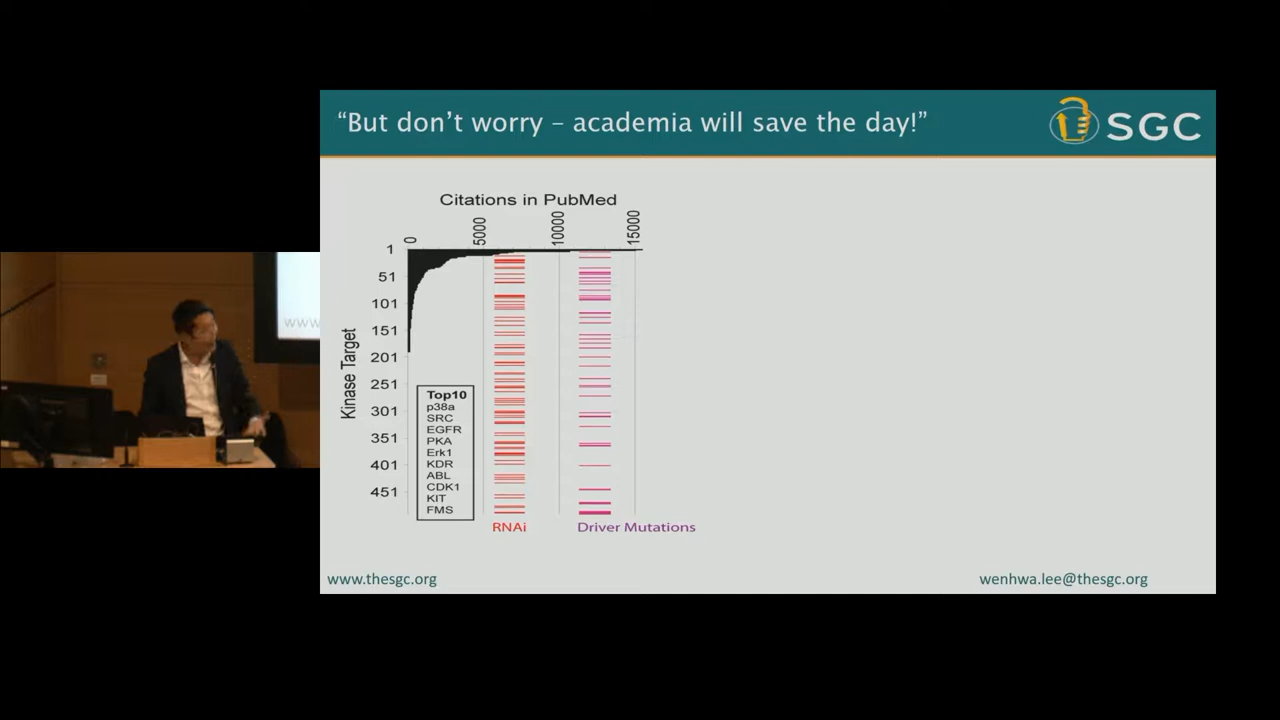 “But don’t worry – academia will save the day!”
SGC
Citations in PubMed
0
5000
10000
15000
Kinase Target
1
51
101
151
201
251
301
351
401
451
Top10
p38a
SRC
EGFR
PKA
Erk1
KDR
ABL
CDK1
KIT
FMS
RNAi
Driver Mutations
www.thesgc.org
wenhwa.lee@thesgc.org
www